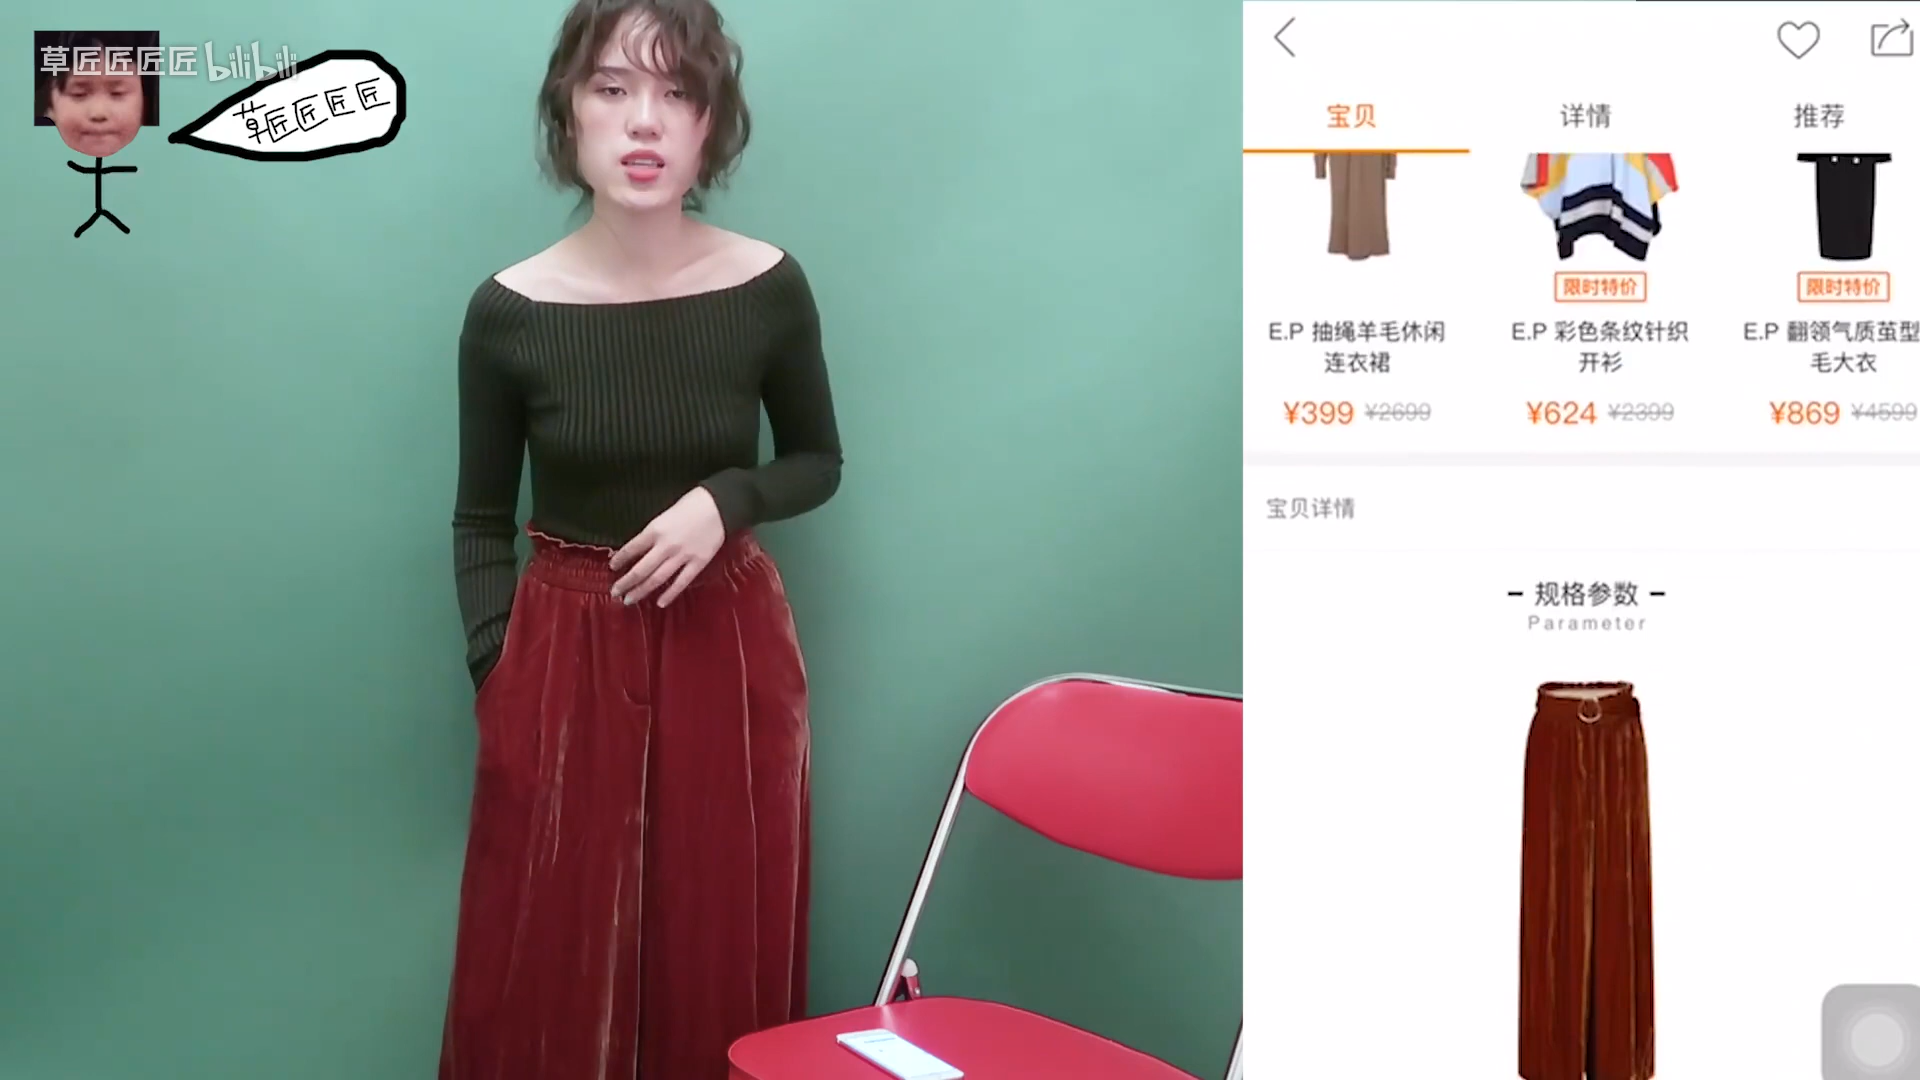 草匠匠匠匠 bilibili
草匠匠匠匠
宝贝
详情
推荐
限时特价
限时特价
E.P 抽绳羊毛休闲
连衣裙
E.P 彩色条纹针织
开衫
E.P 翻领气质茧型
毛大衣
¥399 ¥2699
¥624 ¥2399
¥869 ¥4599
宝贝详情
规格参数
Parameter